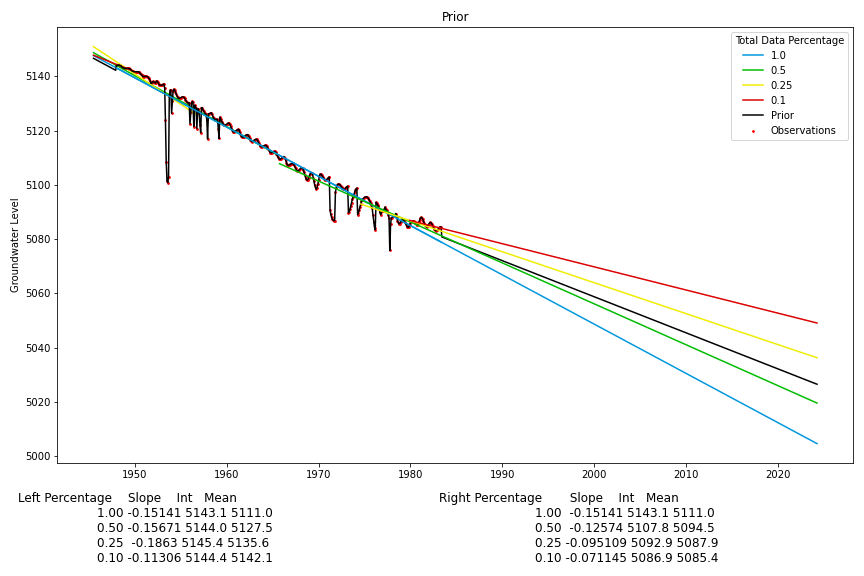 Prior
Total Data Percentage
1.0
0.5
0.25
0.1
Prior
Observations
Groundwater Level
5140
5120
5100
5080
5060
5040
5020
5000
1950 1960 1970 1980 1990 2000 2010 2020
Left Percentage Slope Int Mean
1.00 -0.15141 5143.1 5111.0
0.50 -0.15671 5144.0 5127.5
0.25 -0.1863 5145.4 5135.6
0.10 -0.11306 5144.4 5142.1
Right Percentage Slope Int Mean
1.00 -0.15141 5143.1 5111.0
0.50 -0.12574 5107.8 5094.5
0.25 -0.095109 5092.9 5087.9
0.10 -0.071145 5086.9 5085.4